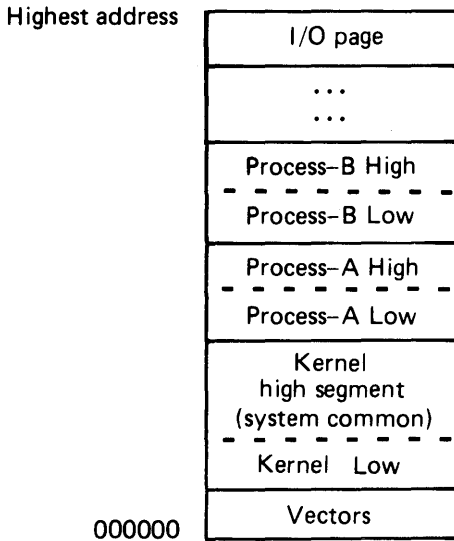 Highest address
I/O page
...
...
Process-B High
Process-B Low
Process-A High
Process-A Low
Kernel
high segment
(system common)
Kernel Low
Vectors
000000